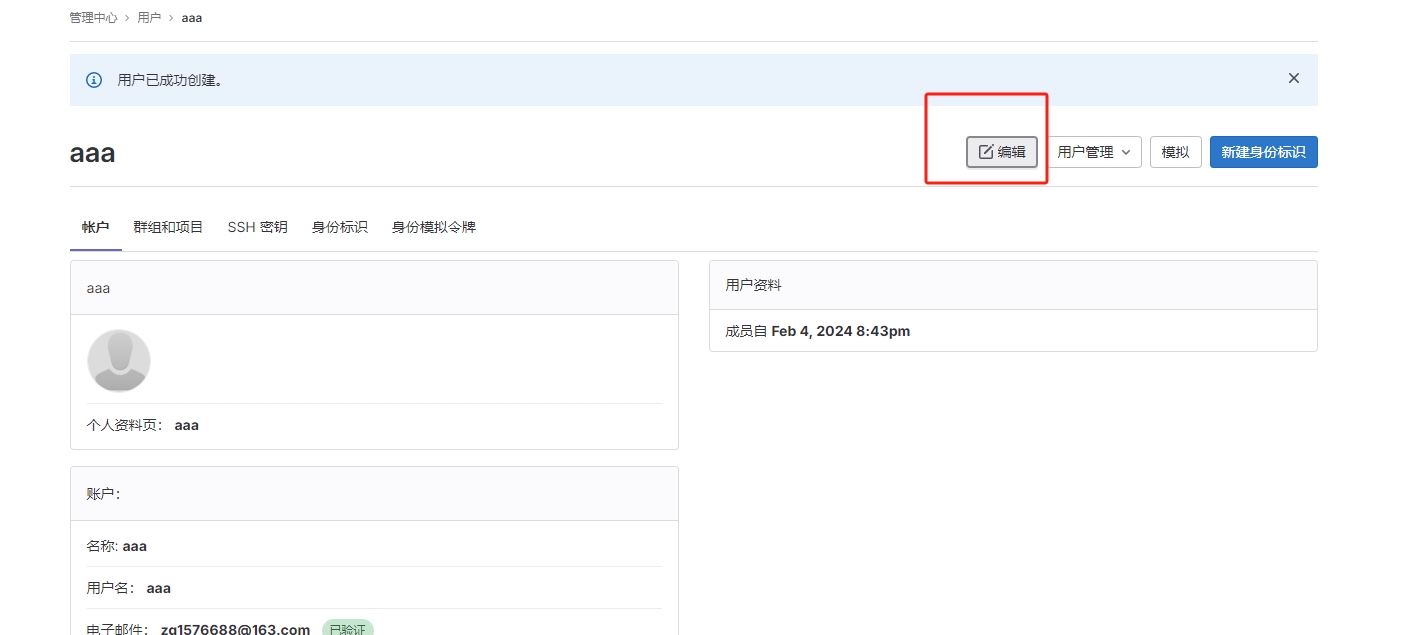 管理中心 › 用户 › aaa
用户已成功创建。
aaa
编辑 用户管理 模拟 新建身份标识
帐户 群组和项目 SSH 密钥 身份标识 身份模拟令牌
aaa
个人资料页： aaa
账户：
名称: aaa
用户名： aaa
电子邮件： zq1576688@163.com 已验证
用户资料
成员自 Feb 4, 2024 8:43pm